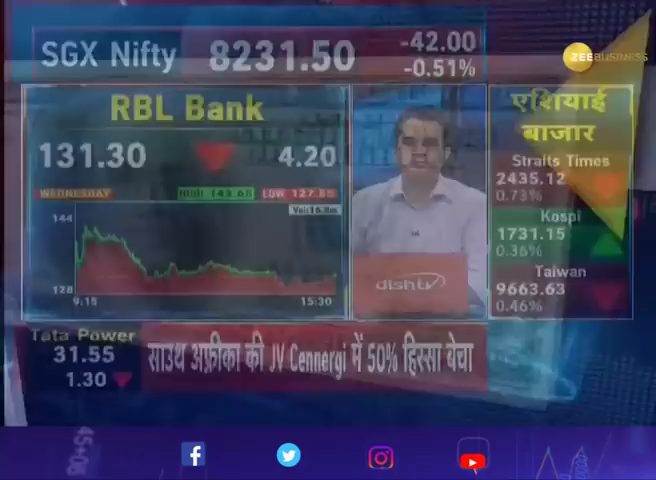 SGX Nifty 8231.50 -42.00
-0.51%
ZEEBUSINESS
RBL Bank
131.30 4.20
WEDNESDAY HIGH 143.65 LOW 127.85
Vol:16.8m
144
128
9:15 15:30
dishtv
एशियाई
बाजार
Straits Times
2435.12
0.73%
Kospi
1731.15
0.36%
Taiwan
9663.63
0.46%
Tata Power
31.55
1.30
साउथ अफ्रीका की JV Cennergi में 50% हिस्सा बेचा